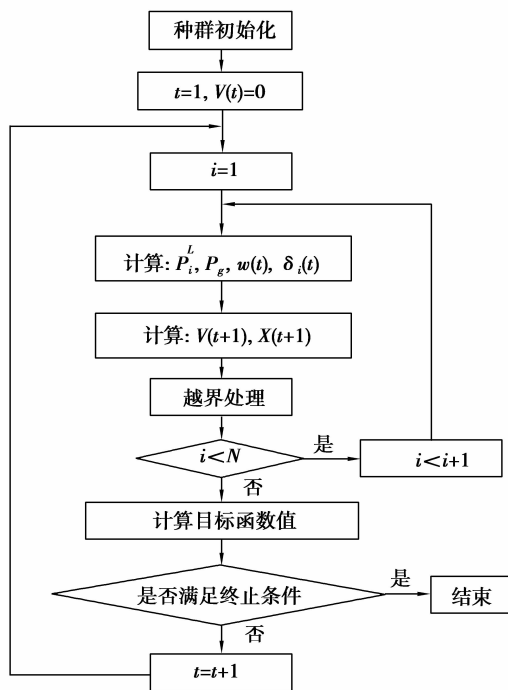 种群初始化
t=1, V(t)=0
i=1
计算: P_i^L, P_g, w(t), δ_i(t)
计算: V(t+1), X(t+1)
越界处理
i<N
是
i<i+1
否
计算目标函数值
是否满足终止条件
是
结束
否
t=t+1